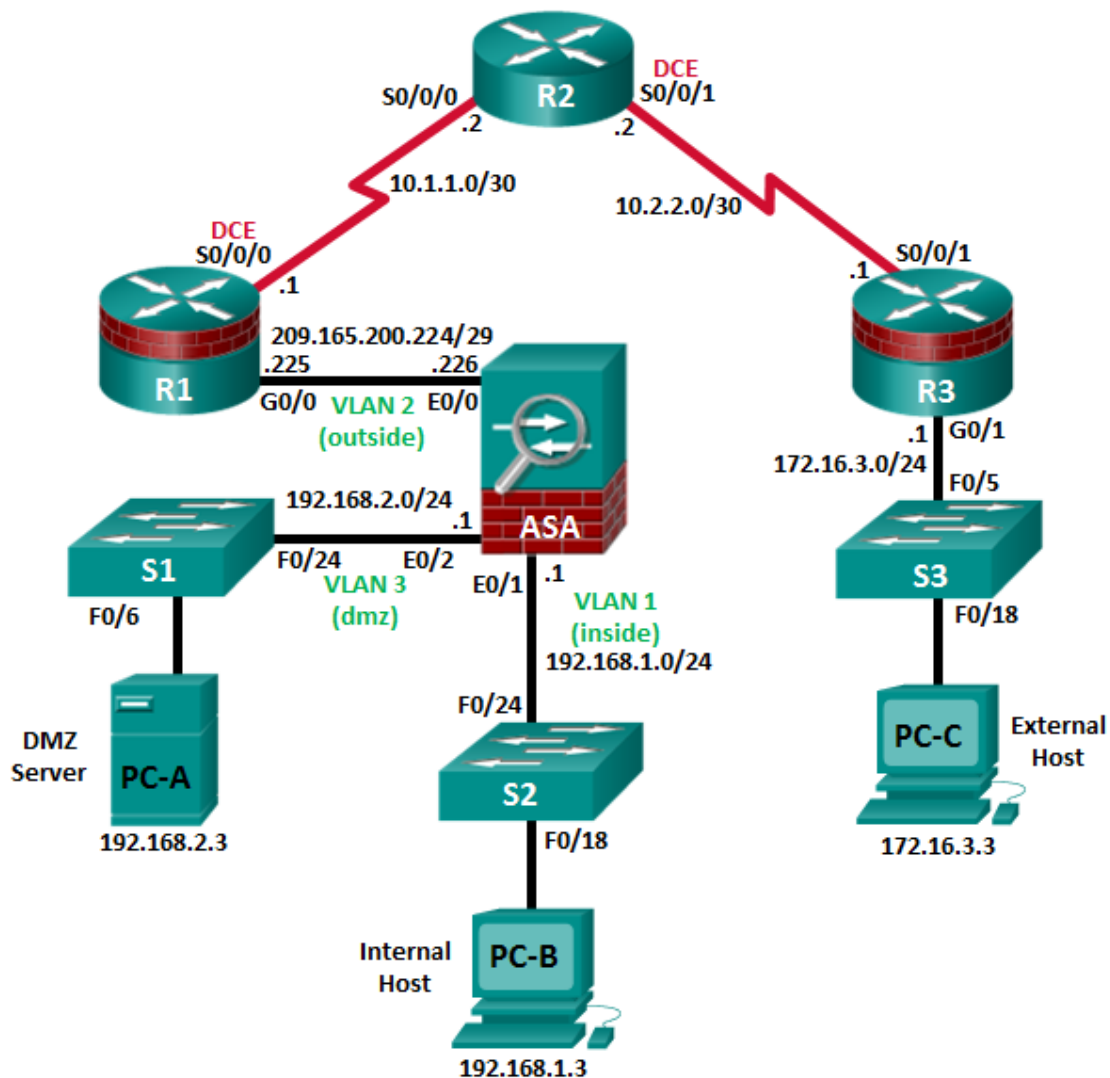 R2
DCE
S0/0/0
S0/0/1
.2
.2
10.1.1.0/30
10.2.2.0/30
DCE
S0/0/0
.1
S0/0/1
.1
209.165.200.224/29
.225
.226
R1
G0/0
VLAN 2
(outside)
E0/0
R3
.1
G0/1
172.16.3.0/24
F0/5
192.168.2.0/24
.1
ASA
S1
F0/24
E0/2
VLAN 3
(dmz)
E0/1
.1
VLAN 1
(inside)
192.168.1.0/24
S3
F0/6
F0/18
F0/24
DMZ
Server
PC-A
192.168.2.3
S2
F0/18
PC-C
External
Host
172.16.3.3
Internal
Host
PC-B
192.168.1.3